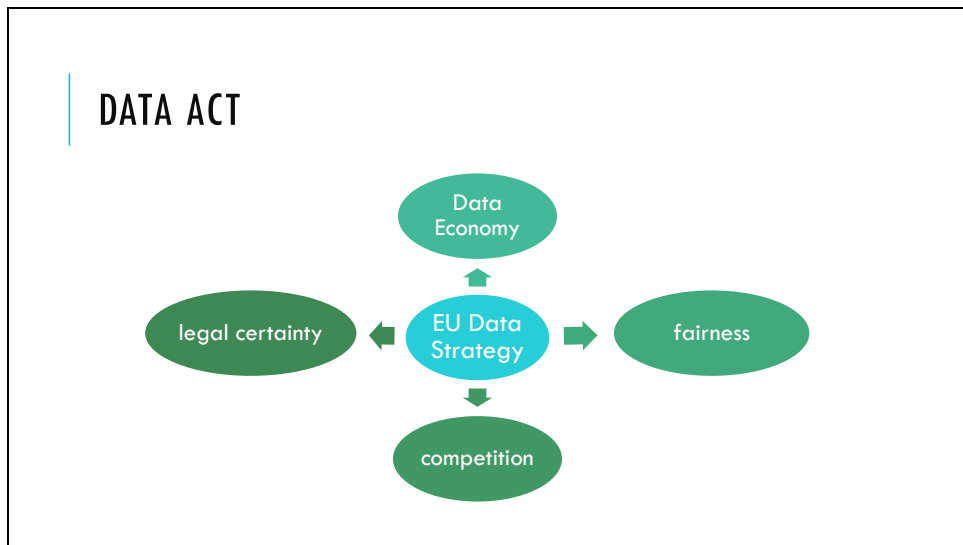 DATA ACT
Data
Economy
legal certainty
EU Data
Strategy
fairness
competition